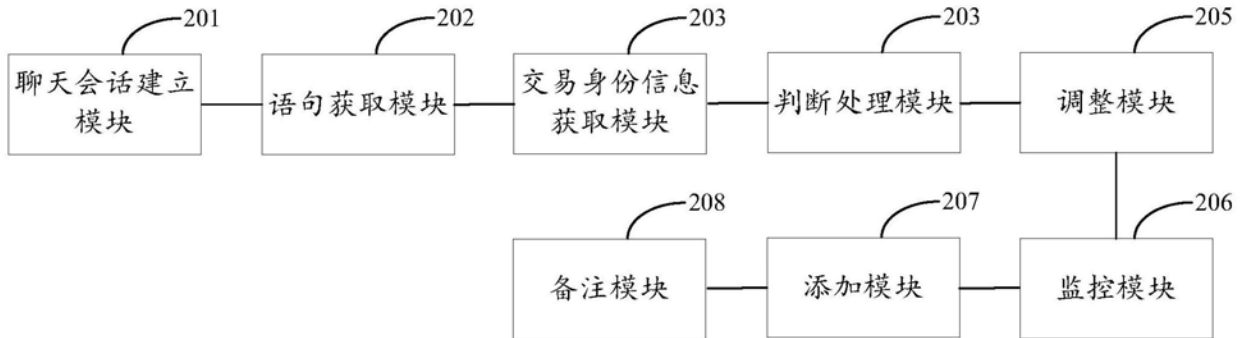 201
202
203
203
205
聊天会话建立
模块
语句获取模块
交易身份信息
获取模块
判断处理模块
调整模块
208
207
206
备注模块
添加模块
监控模块